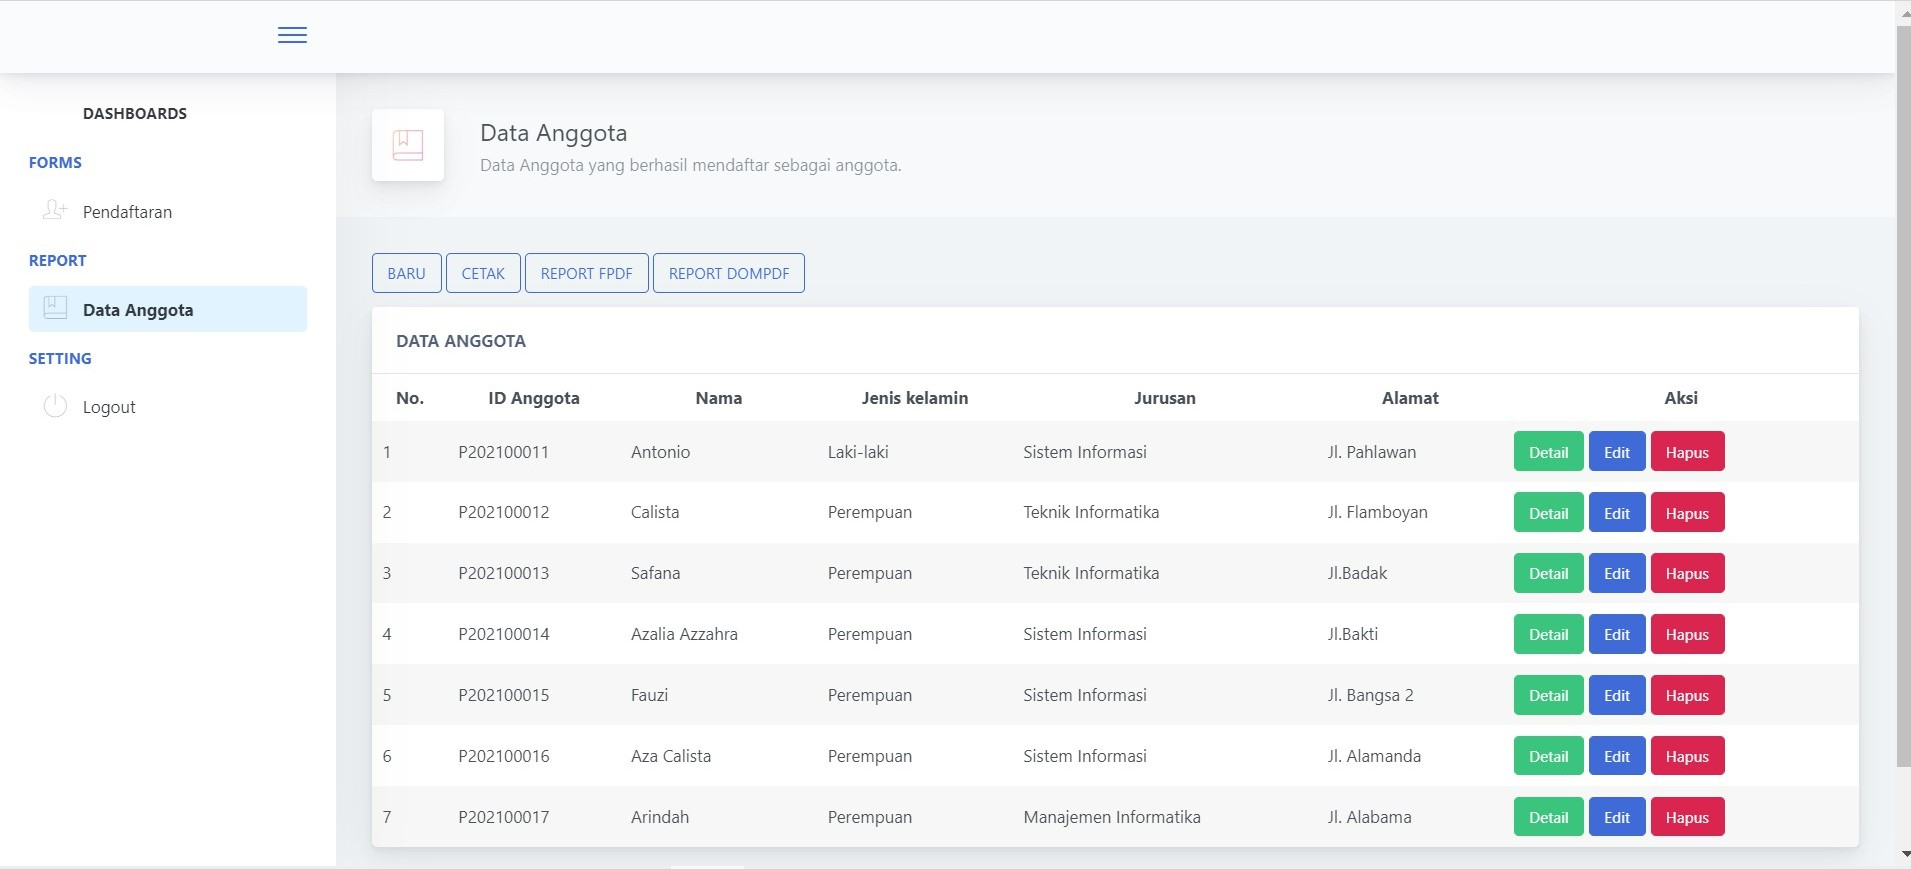 DASHBOARDS
FORMS
Pendaftaran
REPORT
Data Anggota
SETTING
Logout
Data Anggota
Data Anggota yang berhasil mendaftar sebagai anggota.
BARU CETAK REPORT FPDF REPORT DOMPDF
DATA ANGGOTA
No. ID Anggota Nama Jenis kelamin Jurusan Alamat Aksi
1 P202100011 Antonio Laki-laki Sistem Informasi Jl. Pahlawan Detail Edit Hapus
2 P202100012 Calista Perempuan Teknik Informatika Jl. Flamboyan Detail Edit Hapus
3 P202100013 Safana Perempuan Teknik Informatika Jl.Badak Detail Edit Hapus
4 P202100014 Azalia Azzahra Perempuan Sistem Informasi Jl.Bakti Detail Edit Hapus
5 P202100015 Fauzi Perempuan Sistem Informasi Jl. Bangsa 2 Detail Edit Hapus
6 P202100016 Aza Calista Perempuan Sistem Informasi Jl. Alamanda Detail Edit Hapus
7 P202100017 Arindah Perempuan Manajemen Informatika Jl. Alabama Detail Edit Hapus